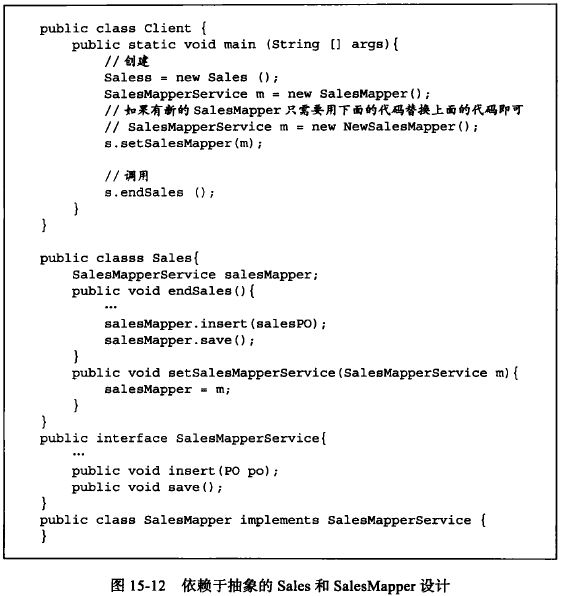 public class Client {
public static void main (String [] args){
//创建
Saless = new Sales ();
SalesMapperService m = new SalesMapper();
//如果有新的SalesMapper只需要用下面的代码替换上面的代码即可
// SalesMapperService m = new NewSalesMapper();
s.setSalesMapper(m);
//调用
s.endSales ();
}
}
public classs Sales{
SalesMapperService salesMapper;
public void endSales(){
…
salesMapper.insert(salesPO);
salesMapper.save();
}
public void setSalesMapperService(SalesMapperService m){
salesMapper = m;
}
}
public interface SalesMapperService{
…
public void insert(PO po);
public void save();
}
public class SalesMapper implements SalesMapperService {
}
图 15-12 依赖于抽象的 Sales 和 SalesMapper 设计